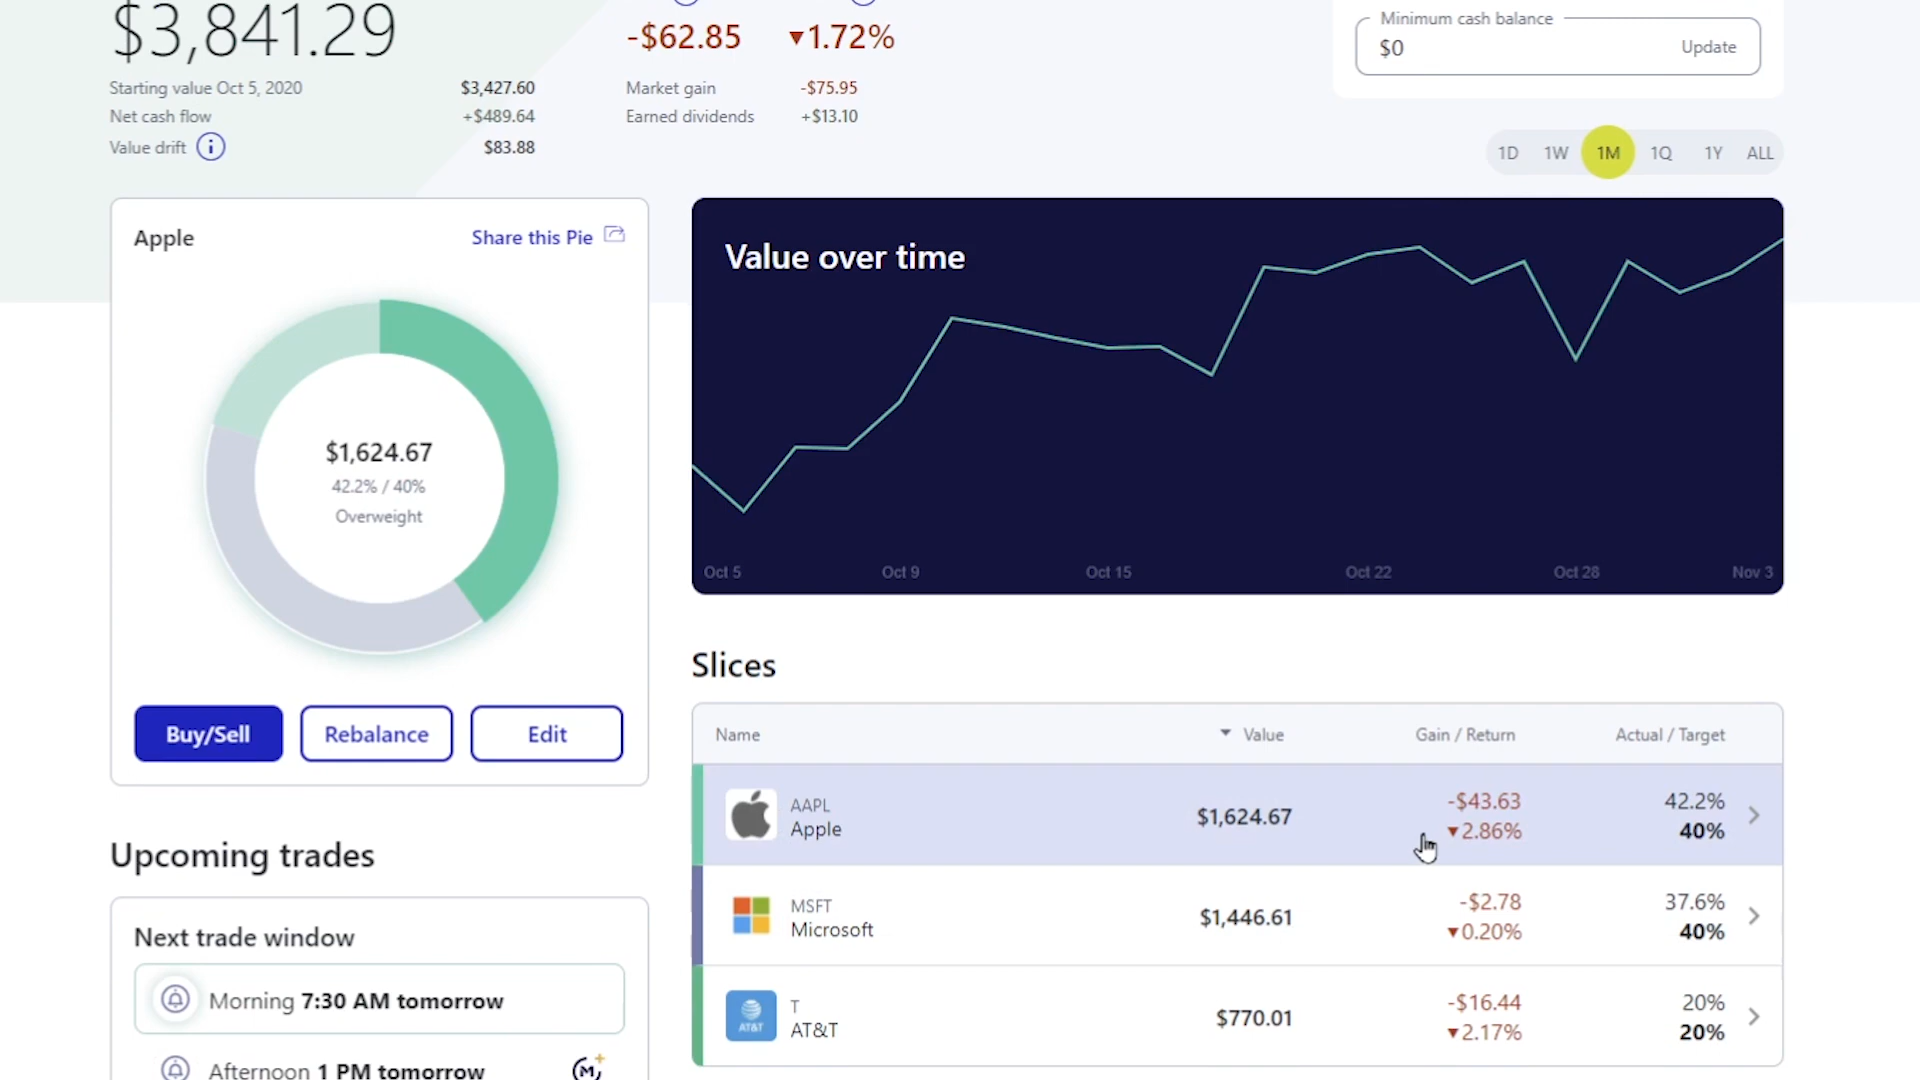 $3,841.29
Starting value Oct 5, 2020 $3,427.60
Net cash flow +$489.64
Value drift i $83.88
-$62.85 ▼1.72%
Market gain -$75.95
Earned dividends +$13.10
Minimum cash balance
$0 Update
1D 1W 1M 1Q 1Y ALL
Apple Share this Pie
$1,624.67
42.2% / 40%
Overweight
Buy/Sell Rebalance Edit
Value over time
Oct 5 Oct 9 Oct 15 Oct 22 Oct 28 Nov 3
Upcoming trades
Next trade window
Morning 7:30 AM tomorrow
Afternoon 1 PM tomorrow M+
Slices
Name ▼ Value Gain / Return Actual / Target
AAPL
Apple
$1,624.67
-$43.63
▼2.86%
42.2%
40%
MSFT
Microsoft
$1,446.61
-$2.78
▼0.20%
37.6%
40%
AT&T
T
AT&T
$770.01
-$16.44
▼2.17%
20%
20%